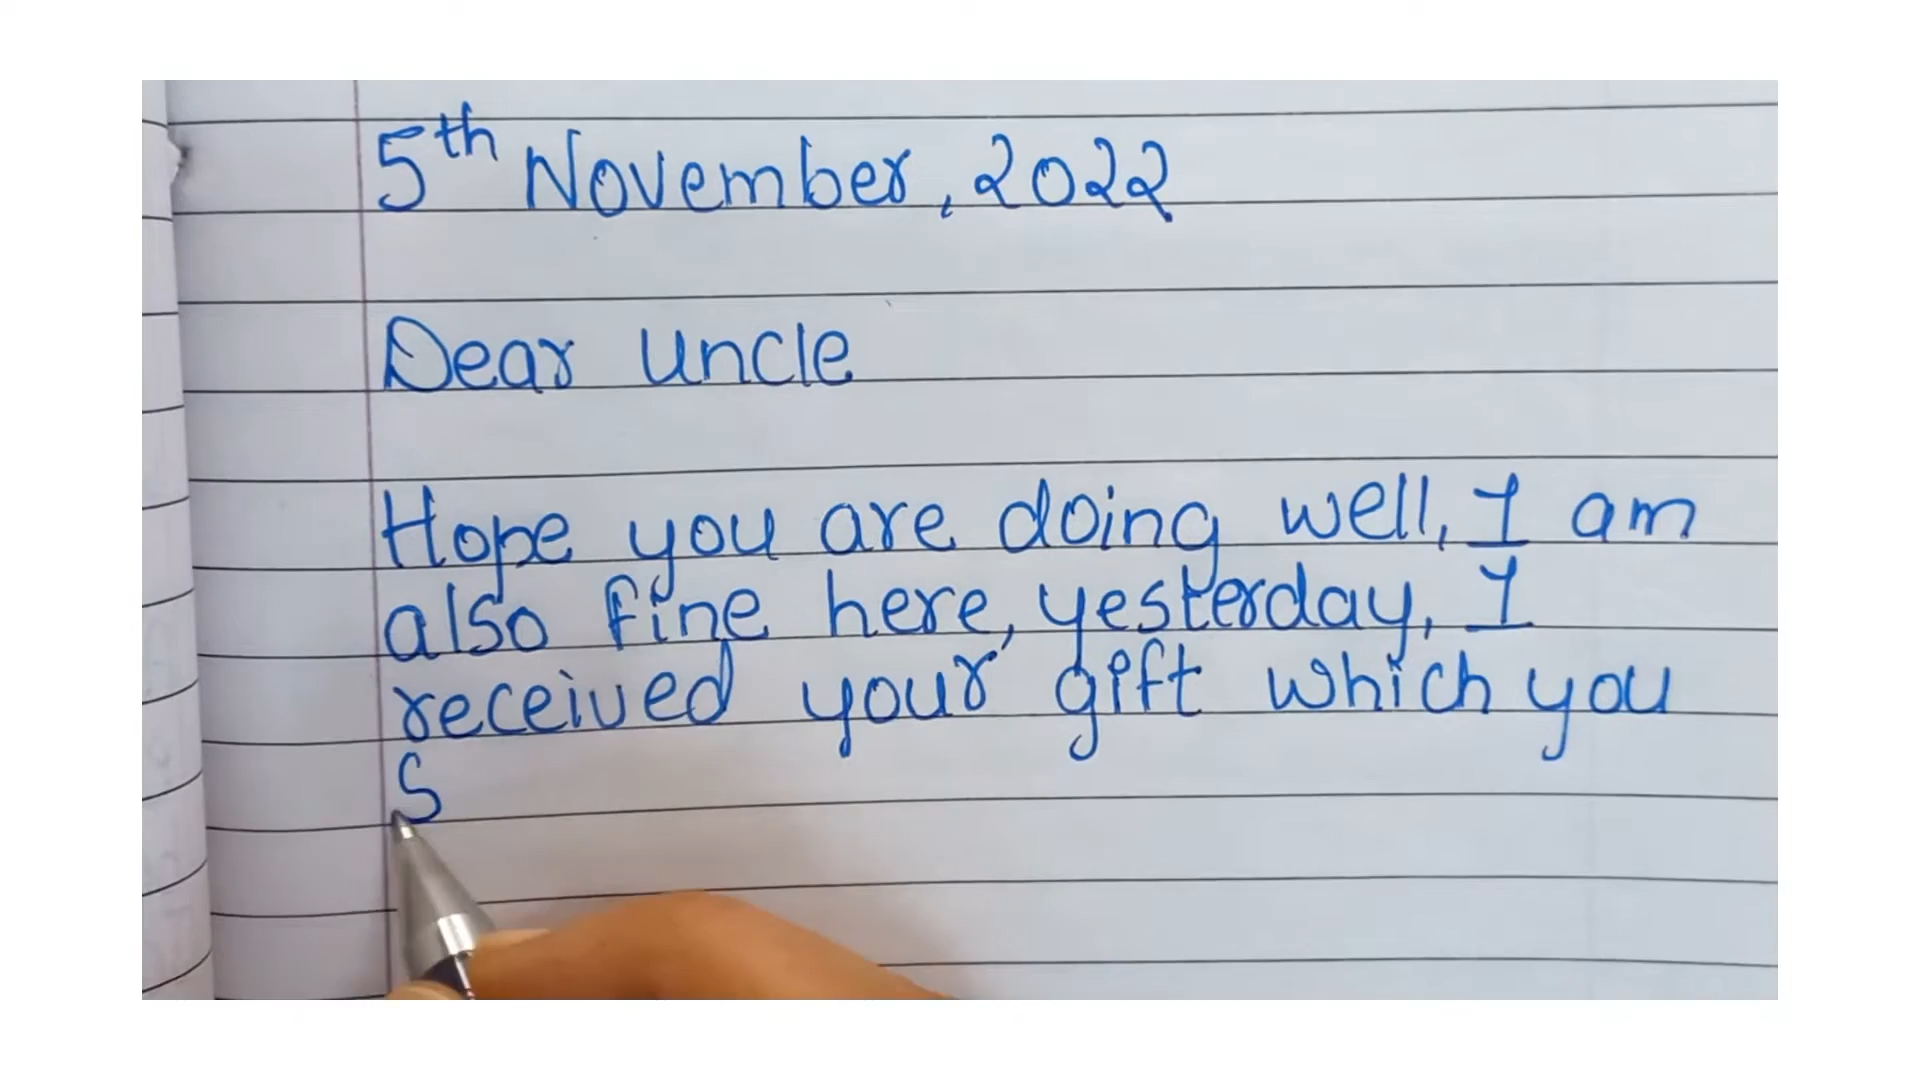 5th November, 2022
Dear Uncle
Hope you are doing well, I am
also fine here, yesterday, I
received your gift which you
S